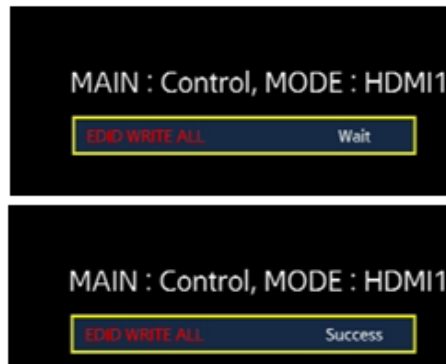 MAIN : Control, MODE : HDMI1
EDID WRITE ALL Wait
MAIN : Control, MODE : HDMI1
EDID WRITE ALL Success